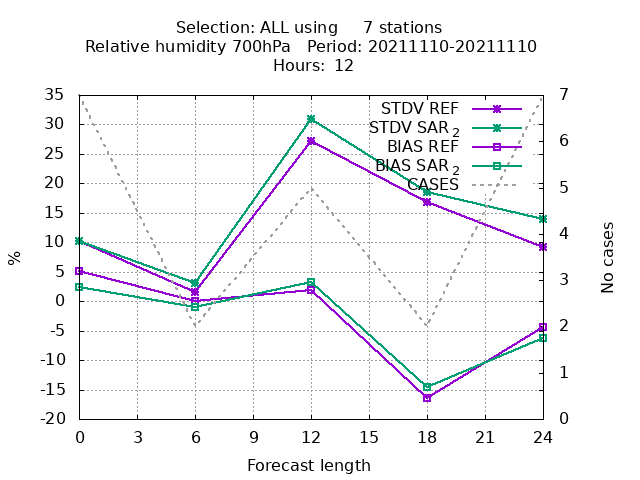 Selection: ALL using 7 stations
Relative humidity 700hPa Period: 20211110-20211110
Hours: 12
35
30
25
20
15
10
5
0
-5
-10
-15
-20
%
STDV REF
STDV SAR2
BIAS REF
BIAS SAR2
CASES
7
6
5
4
3
2
1
0
No cases
0 3 6 9 12 15 18 21 24
Forecast length